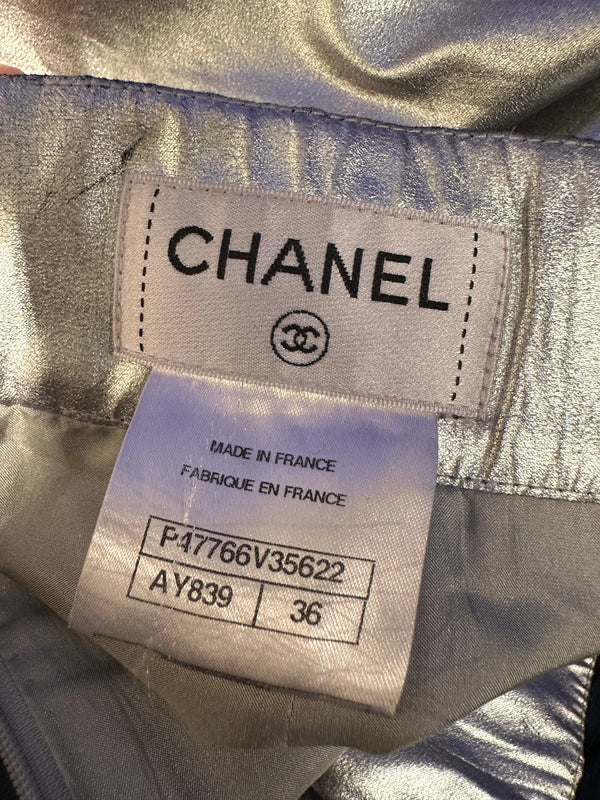 CHANEL
MADE IN FRANCE
FABRIQUE EN FRANCE
P47766V35622
AY839 36